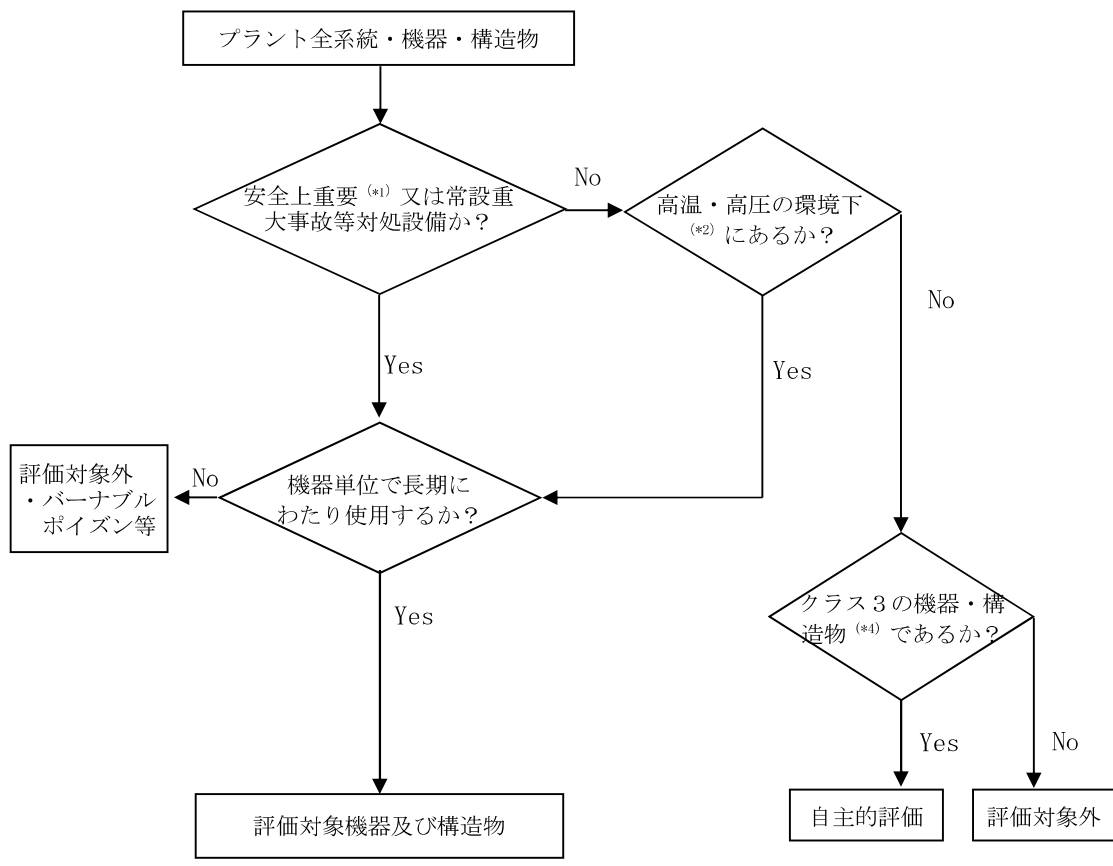 プラント全系統・機器・構造物
安全上重要(*1)又は常設重
大事故等対処設備か？
No
高温・高圧の環境下
(*2)にあるか？
No
Yes
Yes
評価対象外
・バーナブル
ポイズン等
No
機器単位で長期に
わたり使用するか？
Yes
クラス３の機器・構
造物(*4)であるか？
Yes
No
評価対象機器及び構造物
自主的評価
評価対象外